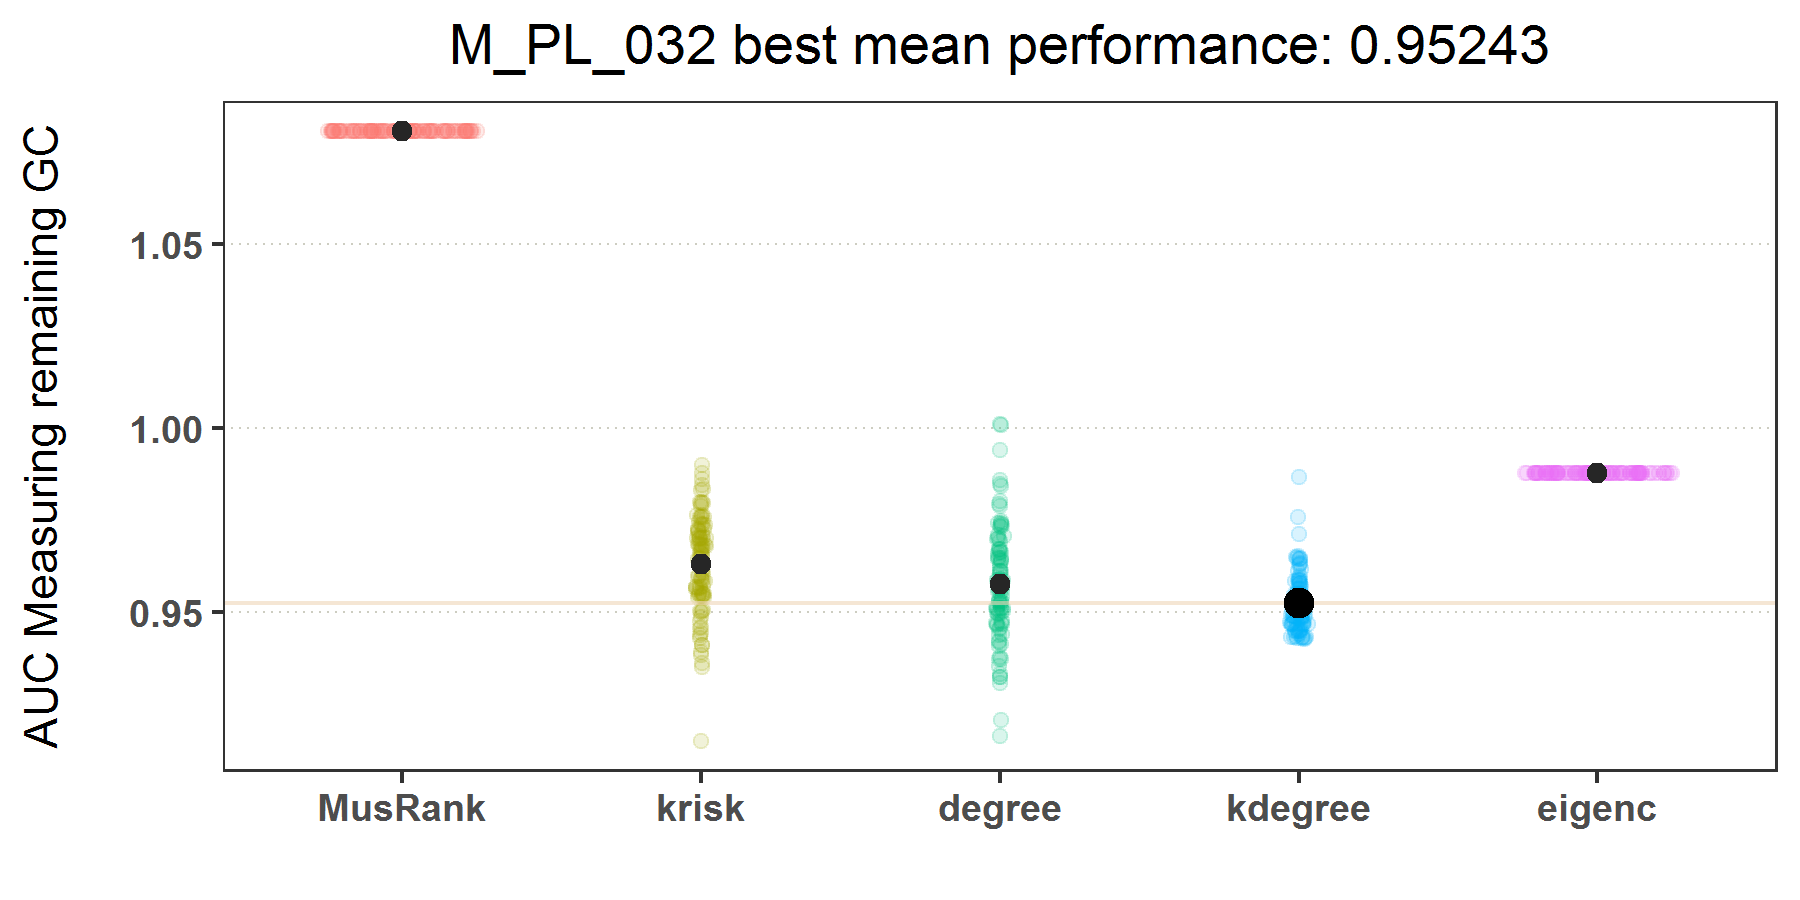 M_PL_032 best mean performance: 0.95243
AUC Measuring remaining GC
1.05
1.00
0.95
MusRank krisk degree kdegree eigenc